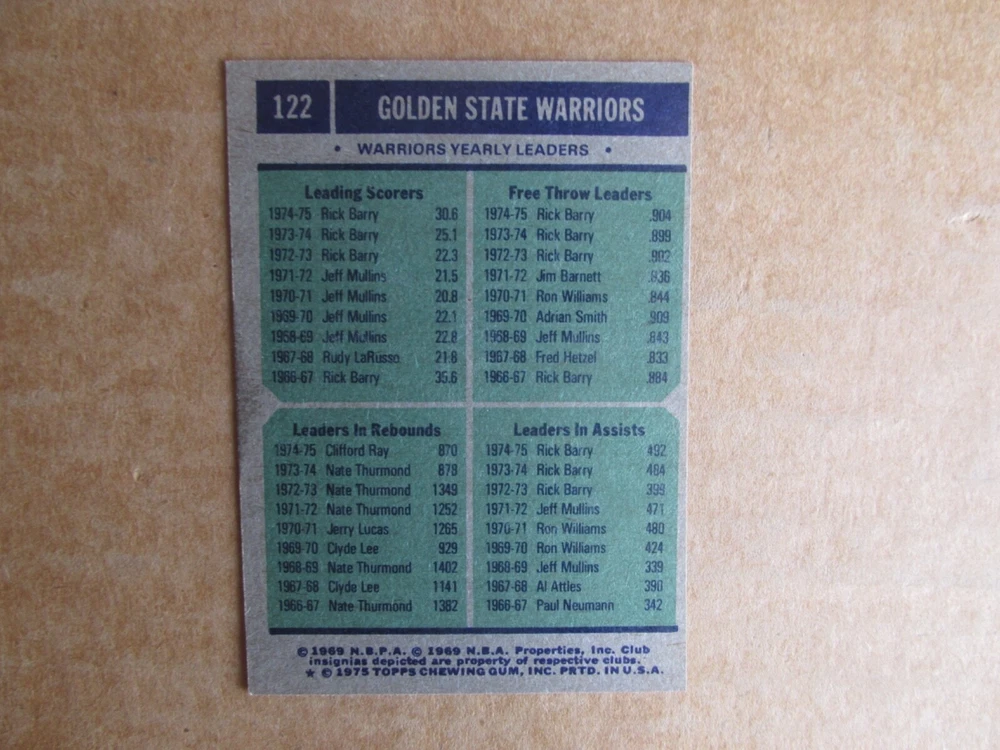 122 GOLDEN STATE WARRIORS
• WARRIORS YEARLY LEADERS •
Leading Scorers
1974-75 Rick Barry 30.6
1973-74 Rick Barry 25.1
1972-73 Rick Barry 22.3
1971-72 Jeff Mullins 21.5
1970-71 Jeff Mullins 20.8
1969-70 Jeff Mullins 22.1
1968-69 Jeff Mullins 22.8
1967-68 Rudy LaRusso 21.8
1966-67 Rick Barry 35.6
Free Throw Leaders
1974-75 Rick Barry .904
1973-74 Rick Barry .899
1972-73 Rick Barry .902
1971-72 Jim Barnett .836
1970-71 Ron Williams .844
1969-70 Adrian Smith .909
1968-69 Jeff Mullins .843
1967-68 Fred Hetzel .833
1966-67 Rick Barry .884
Leaders In Rebounds
1974-75 Clifford Ray 870
1973-74 Nate Thurmond 878
1972-73 Nate Thurmond 1349
1971-72 Nate Thurmond 1252
1970-71 Jerry Lucas 1265
1969-70 Clyde Lee 929
1968-69 Nate Thurmond 1402
1967-68 Clyde Lee 1141
1966-67 Nate Thurmond 1382
Leaders In Assists
1974-75 Rick Barry 492
1973-74 Rick Barry 484
1972-73 Rick Barry 399
1971-72 Jeff Mullins 471
1970-71 Ron Williams 480
1969-70 Ron Williams 424
1968-69 Jeff Mullins 339
1967-68 Al Attles 390
1966-67 Paul Neumann 342
© 1969 N.B.P.A. © 1969 N.B.A. Properties, Inc. Club
insignias depicted are property of respective clubs.
★ © 1975 TOPPS CHEWING GUM, INC. PRTD. IN U.S.A.